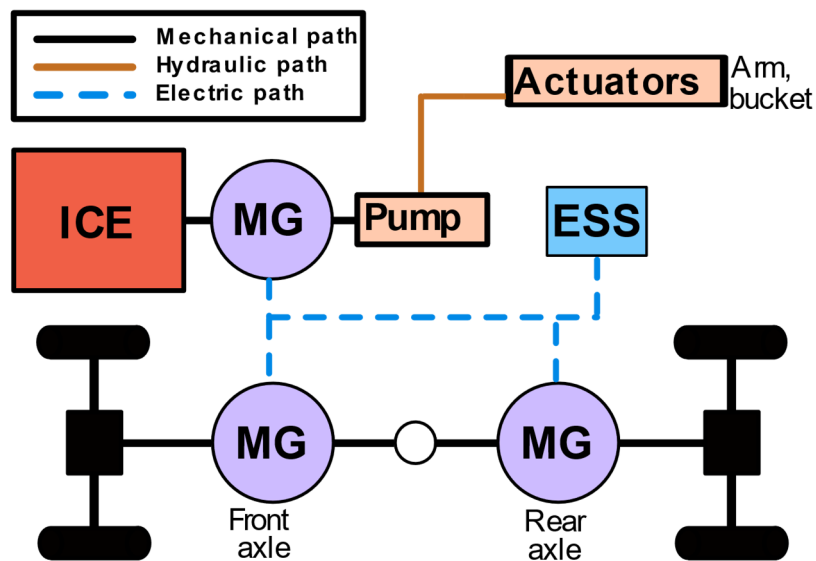 Mechanical path
Hydraulic path
Electric path
Actuators
Arm,
bucket
ICE
MG
Pump
ESS
MG
MG
Front
axle
Rear
axle